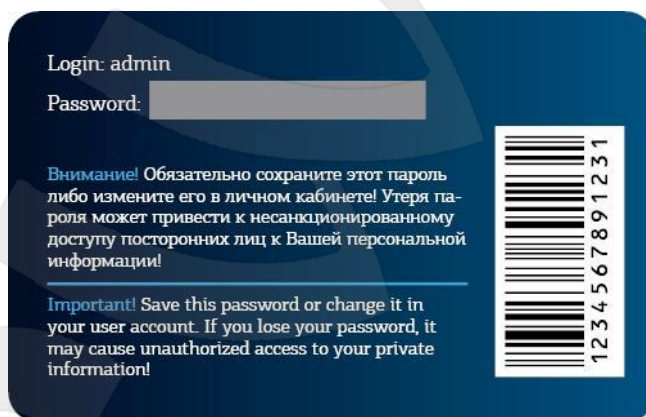 Login: admin
Password:
Внимание! Обязательно сохраните этот пароль
либо измените его в личном кабинете! Утеря па-
роля может привести к несанкционированному
доступу посторонних лиц к Вашей персональной
информации!
Important! Save this password or change it in
your user account. If you lose your password, it
may cause unauthorized access to your private
information!
1234567891231